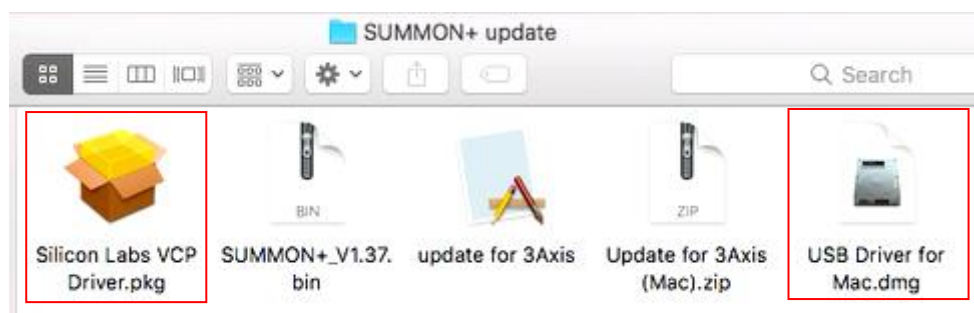 SUMMON+ update
Search
BIN
ZIP
Silicon Labs VCP
Driver.pkg
SUMMON+_V1.37.
bin
update for 3Axis
Update for 3Axis
(Mac).zip
USB Driver for
Mac.dmg